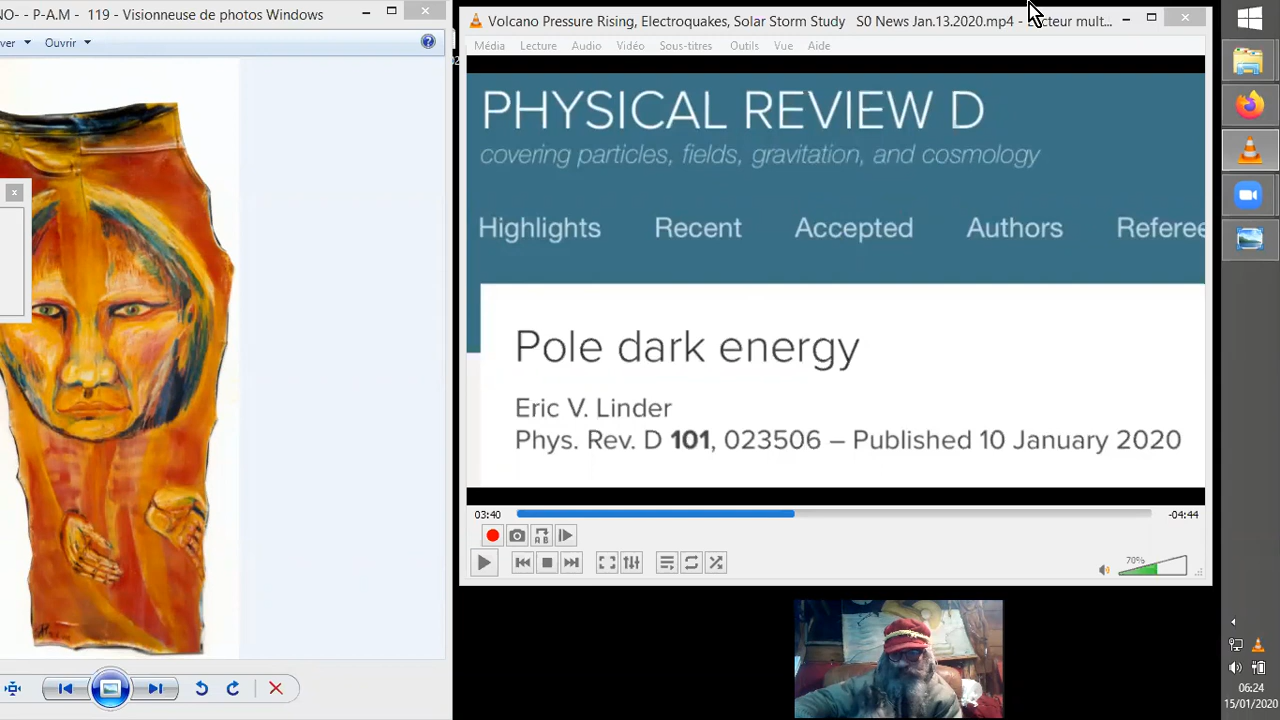 NO- - P-A-M - 119 - Visionneuse de photos Windows
Ouvrir
Volcano Pressure Rising, Electroquakes, Solar Storm Study S0 News Jan.13.2020.mp4 - Lecteur mult...
Média Lecture Audio Vidéo Sous-titres Outils Vue Aide
PHYSICAL REVIEW D
covering particles, fields, gravitation, and cosmology
Highlights Recent Accepted Authors Referee
Pole dark energy
Eric V. Linder
Phys. Rev. D 101, 023506 – Published 10 January 2020
03:40
-04:44
70%
06:24
15/01/2020